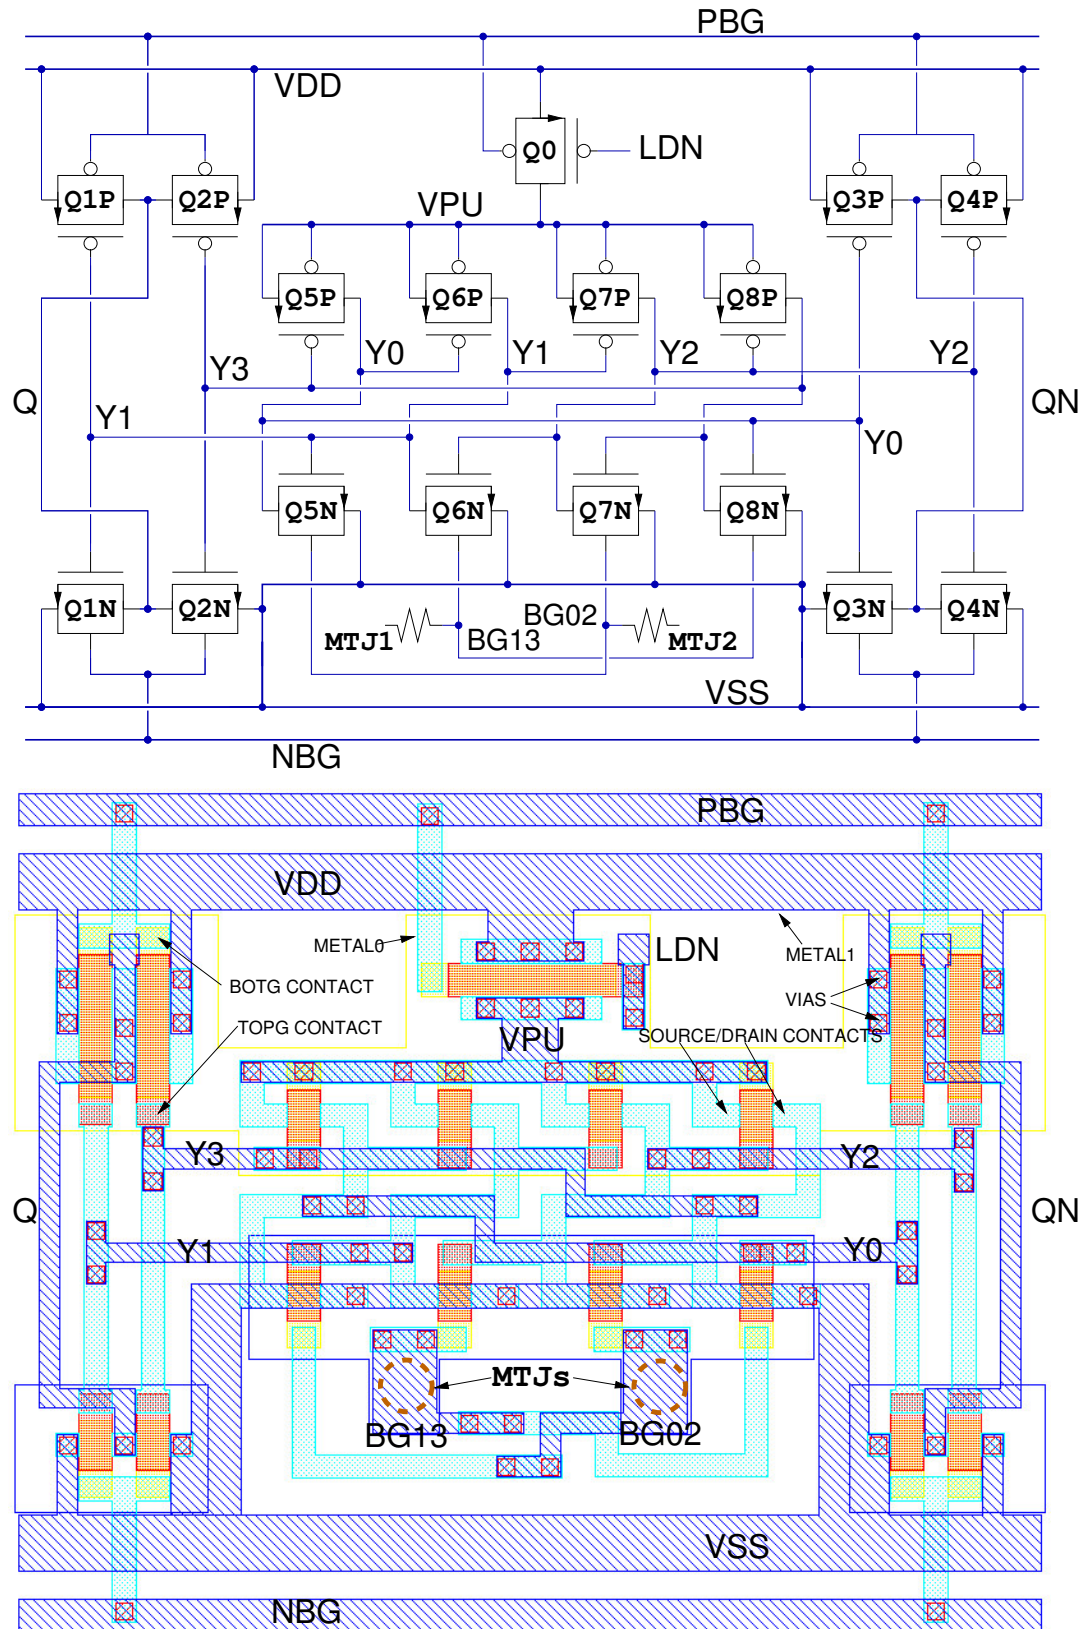 PBG
VDD
Q0 LDN
Q1P Q2P VPU Q3P Q4P
Q5P Q6P Q7P Q8P
Y3 Y0 Y1 Y2 Y2
Q Y1 QN
Y0
Q5N Q6N Q7N Q8N
Q1N Q2N BG02 Q3N Q4N
MTJ1 BG13 MTJ2
VSS
NBG
PBG
VDD
METAL0 LDN METAL1
BOTG CONTACT VIAS
TOPG CONTACT VPU SOURCE/DRAIN CONTACTS
Y3 Y2
Q QN
Y1 Y0
MTJs
BG13 BG02
VSS
NBG